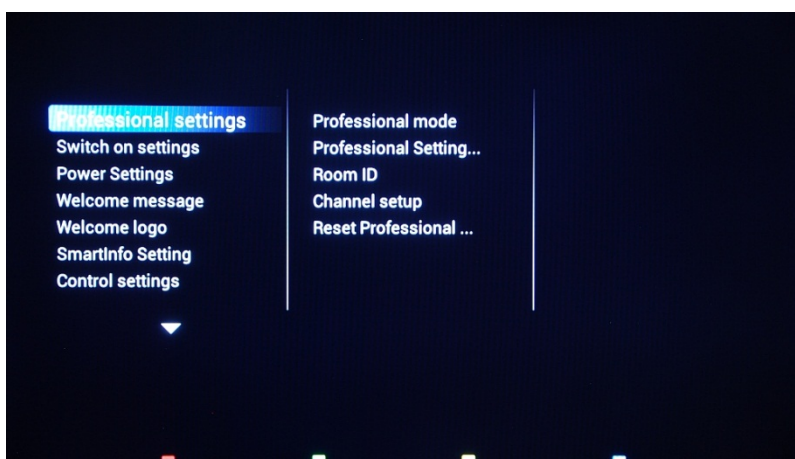 Professional settings
Switch on settings
Power Settings
Welcome message
Welcome logo
SmartInfo Setting
Control settings
Professional mode
Professional Setting...
Room ID
Channel setup
Reset Professional ...